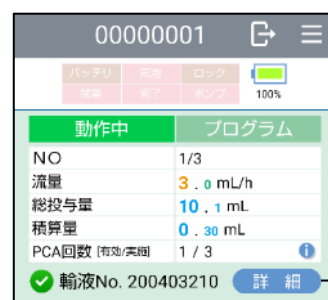 00000001
バッテリ 気泡 ロック
閉塞 完了 ポンプ 100%
動作中 プログラム
NO 1/3
流量 3.0 mL/h
総投与量 10.1 mL
積算量 0.30 mL
PCA回数 [有効/実施] 1 / 3
輸液No. 200403210 詳細